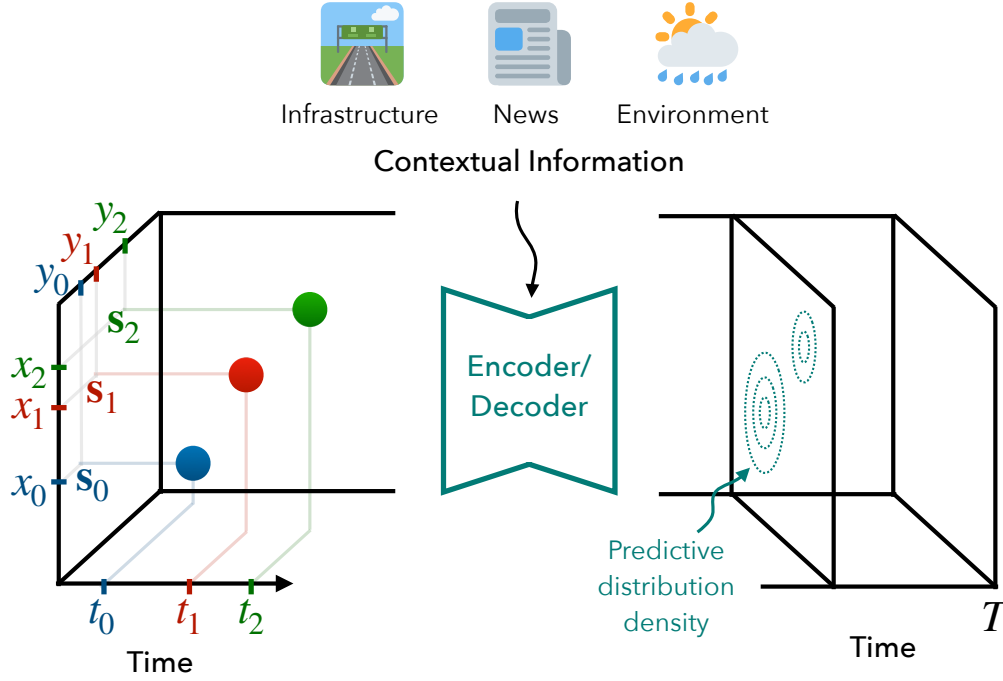 Infrastructure
News
Environment
Contextual Information
y₂
y₁
y₀
s₂
x₂
s₁
x₁
s₀
x₀
t₀
t₁
t₂
Time
Encoder/
Decoder
Predictive
distribution
density
T
Time